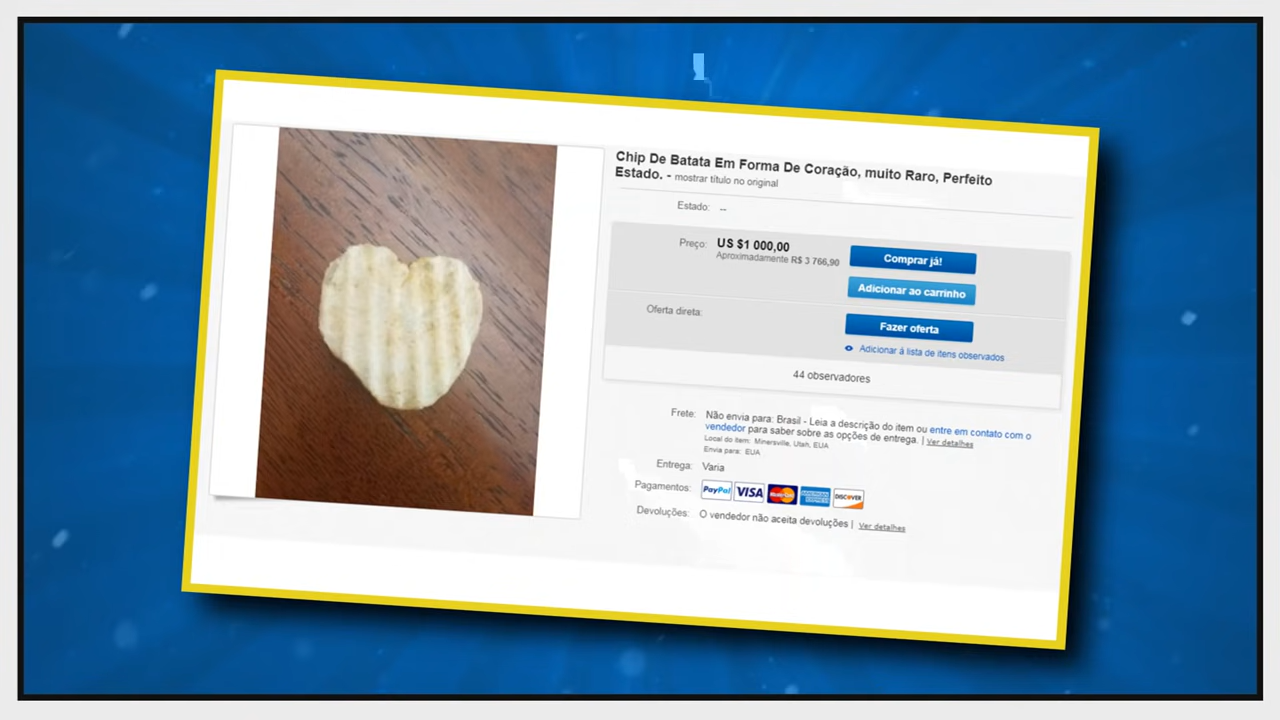 Chip De Batata Em Forma De Coração, muito Raro, Perfeito
Estado. - mostrar título no original
Estado: --
Preço: US $1 000,00
Aproximadamente R$ 3 766,90
Comprar já!
Adicionar ao carrinho
Oferta direta:
Fazer oferta
Adicionar á lista de itens observados
44 observadores
Frete: Não envia para: Brasil - Leia a descrição do item ou entre em contato com o
vendedor para saber sobre as opções de entrega. | Ver detalhes
Local do item: Minersville, Utah, EUA
Envia para: EUA
Entrega: Varia
Pagamentos: PayPal VISA MasterCard AMERICAN EXPRESS DISCOVER
Devoluções: O vendedor não aceita devoluções | Ver detalhes